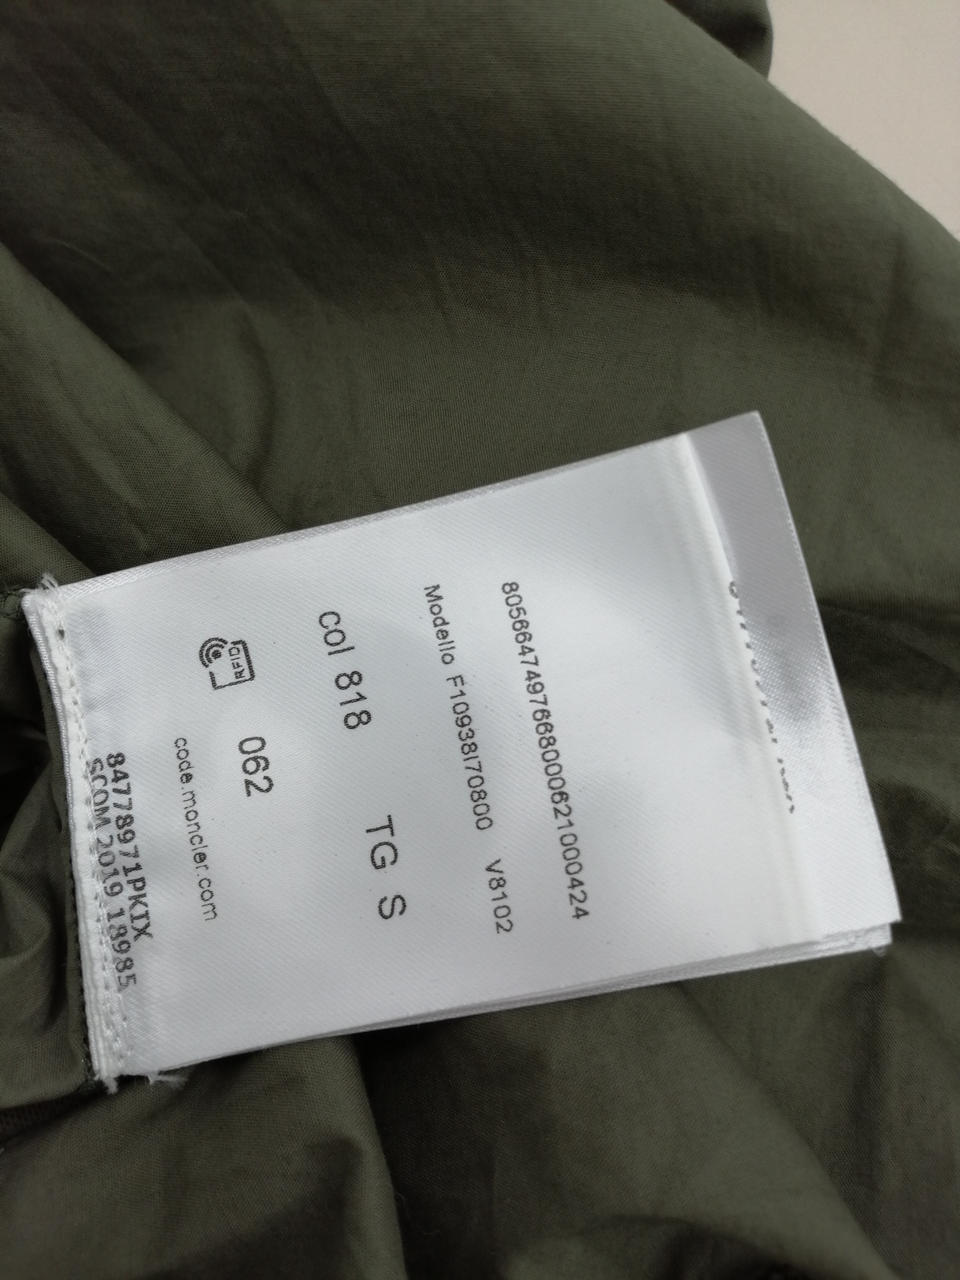 8056647497668000621000424
Modello F10938I70800 V8102
col 818 TG S
RFID 062
code.moncler.com
84778971PKIX
SCOM 2019 18985